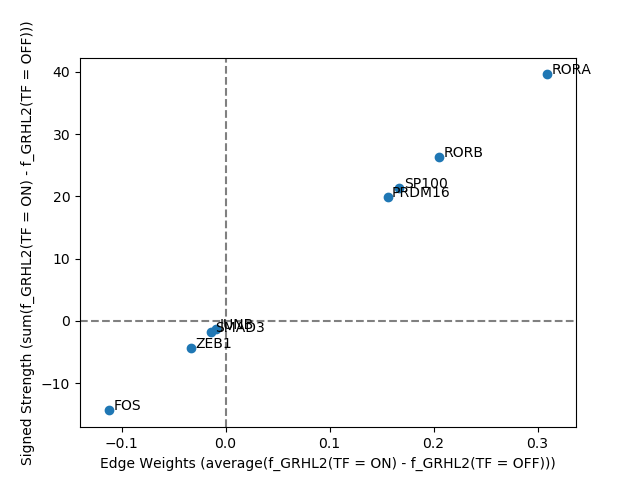 Signed Strength (sum(f_GRHL2(TF = ON) - f_GRHL2(TF = OFF)))
40
30
20
10
0
−10
RORA
RORB
SP100
PRDM16
JUNB
SMAD3
ZEB1
FOS
−0.1
0.0
0.1
0.2
0.3
Edge Weights (average(f_GRHL2(TF = ON) - f_GRHL2(TF = OFF)))